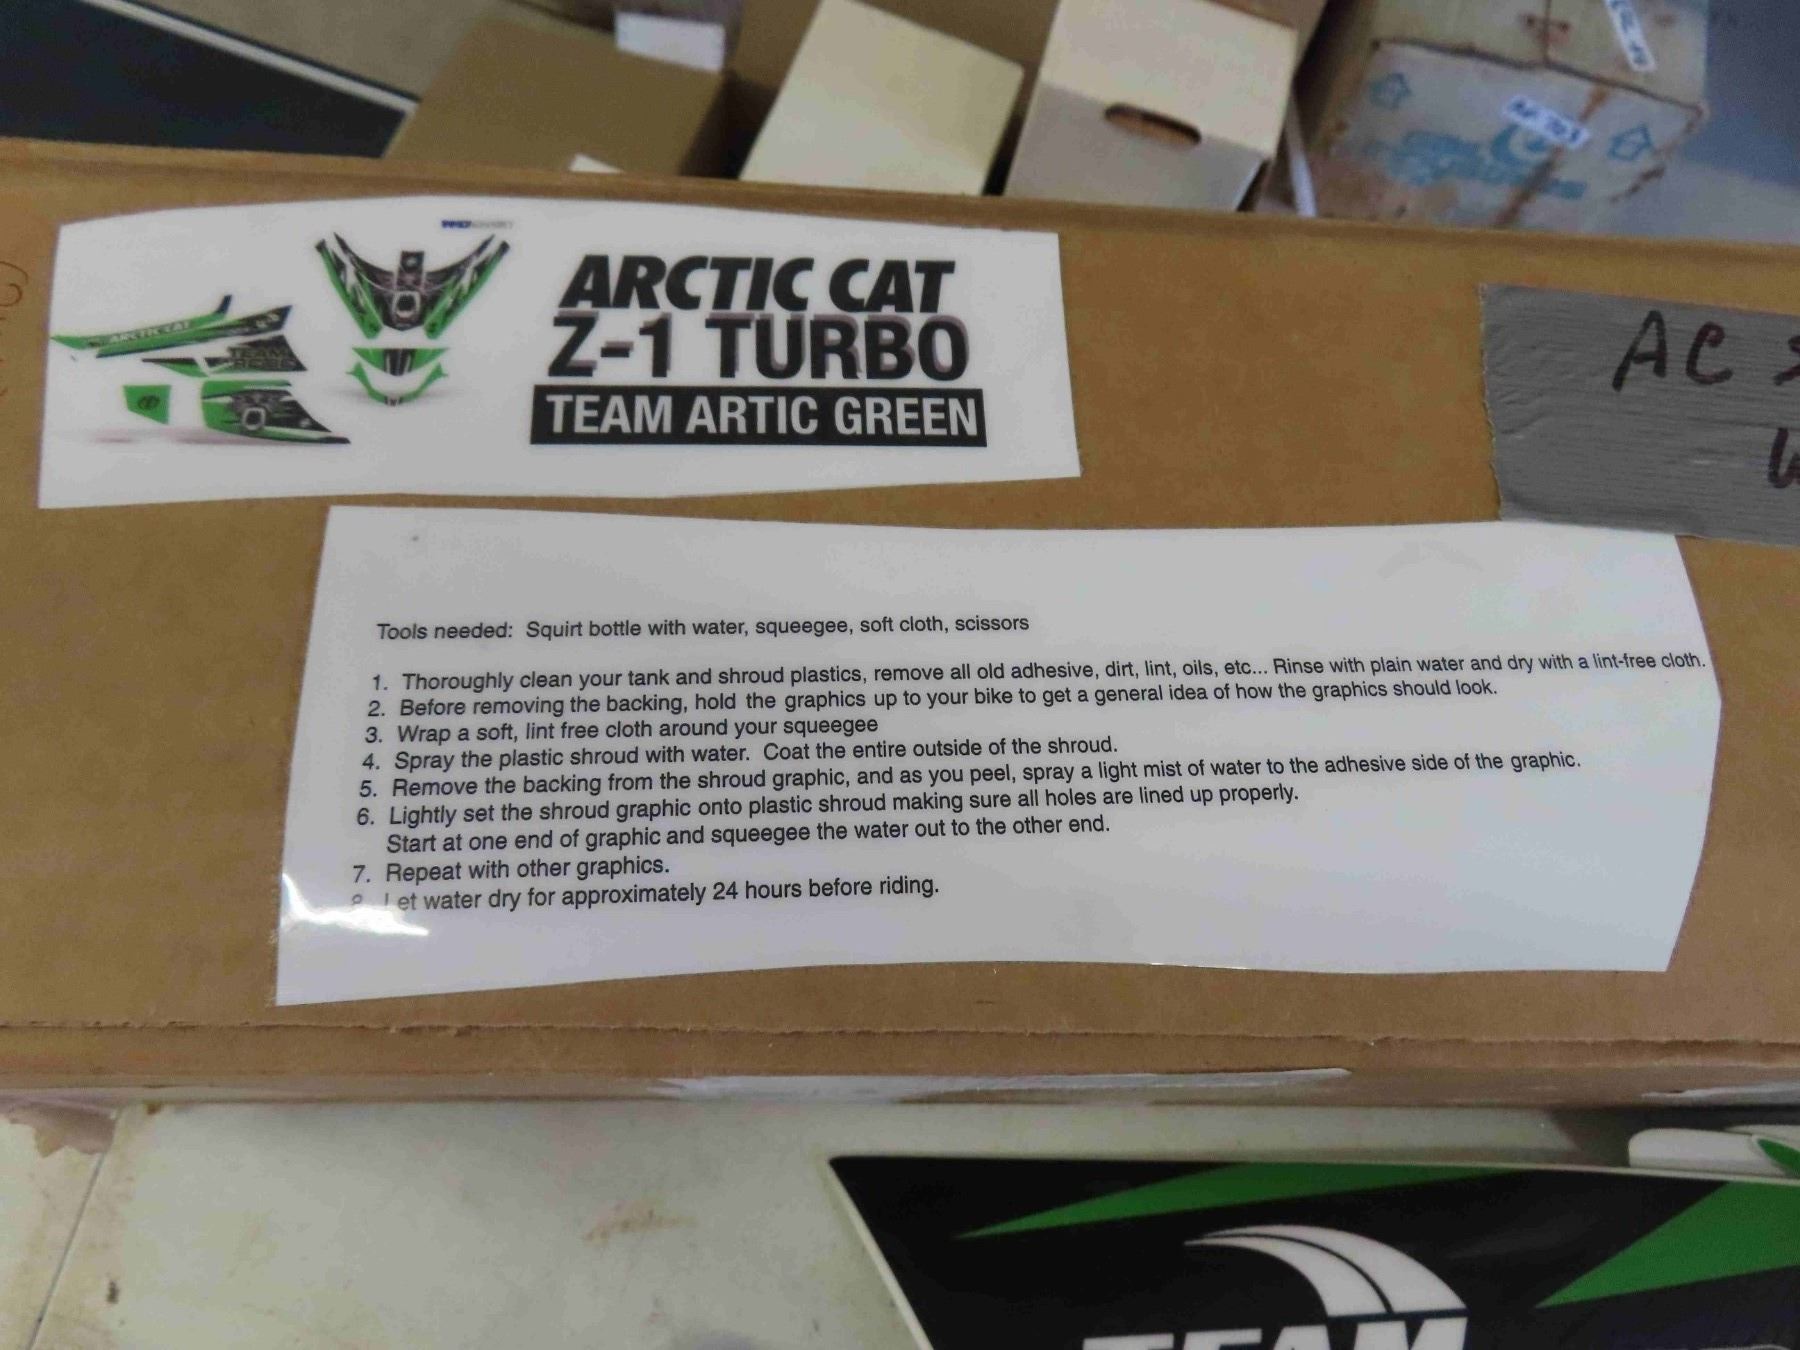 ARCTIC CAT
Z-1 TURBO
TEAM ARTIC GREEN
ARCTIC CAT
TEAM
AC
Tools needed: Squirt bottle with water, squeegee, soft cloth, scissors
1. Thoroughly clean your tank and shroud plastics, remove all old adhesive, dirt, lint, oils, etc... Rinse with plain water and dry with a lint-free cloth.
2. Before removing the backing, hold the graphics up to your bike to get a general idea of how the graphics should look.
3. Wrap a soft, lint free cloth around your squeegee
4. Spray the plastic shroud with water. Coat the entire outside of the shroud.
5. Remove the backing from the shroud graphic, and as you peel, spray a light mist of water to the adhesive side of the graphic.
6. Lightly set the shroud graphic onto plastic shroud making sure all holes are lined up properly.
Start at one end of graphic and squeegee the water out to the other end.
7. Repeat with other graphics.
8. Let water dry for approximately 24 hours before riding.
TEAM